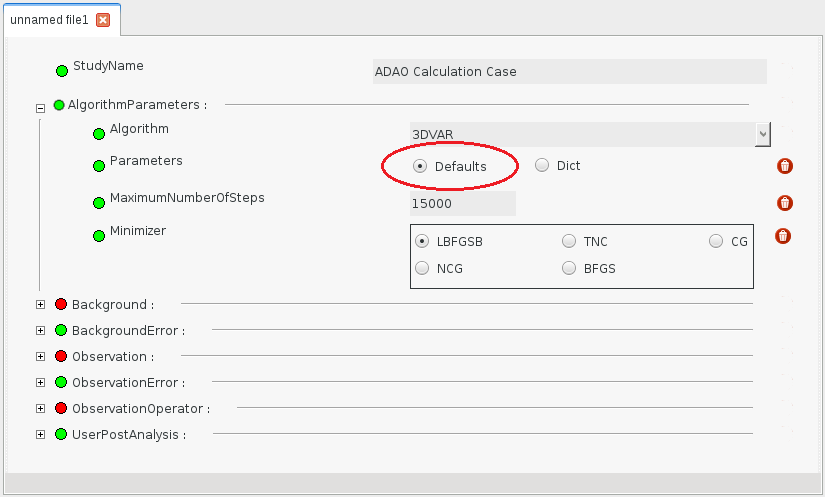 unnamed file1
StudyName ADAO Calculation Case
AlgorithmParameters :
Algorithm 3DVAR
Parameters Defaults Dict
MaximumNumberOfSteps 15000
Minimizer LBFGSB TNC CG
NCG BFGS
Background :
BackgroundError :
Observation :
ObservationError :
ObservationOperator :
UserPostAnalysis :